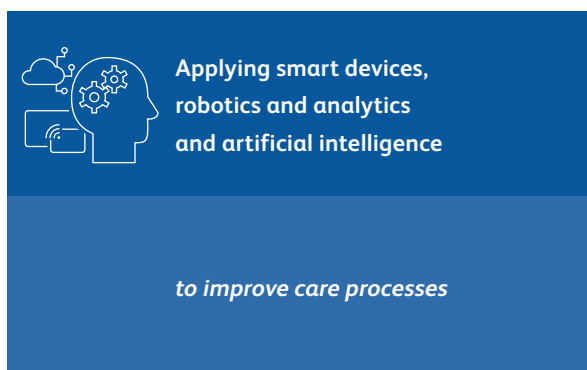 Applying smart devices,
robotics and analytics
and artificial intelligence
to improve care processes